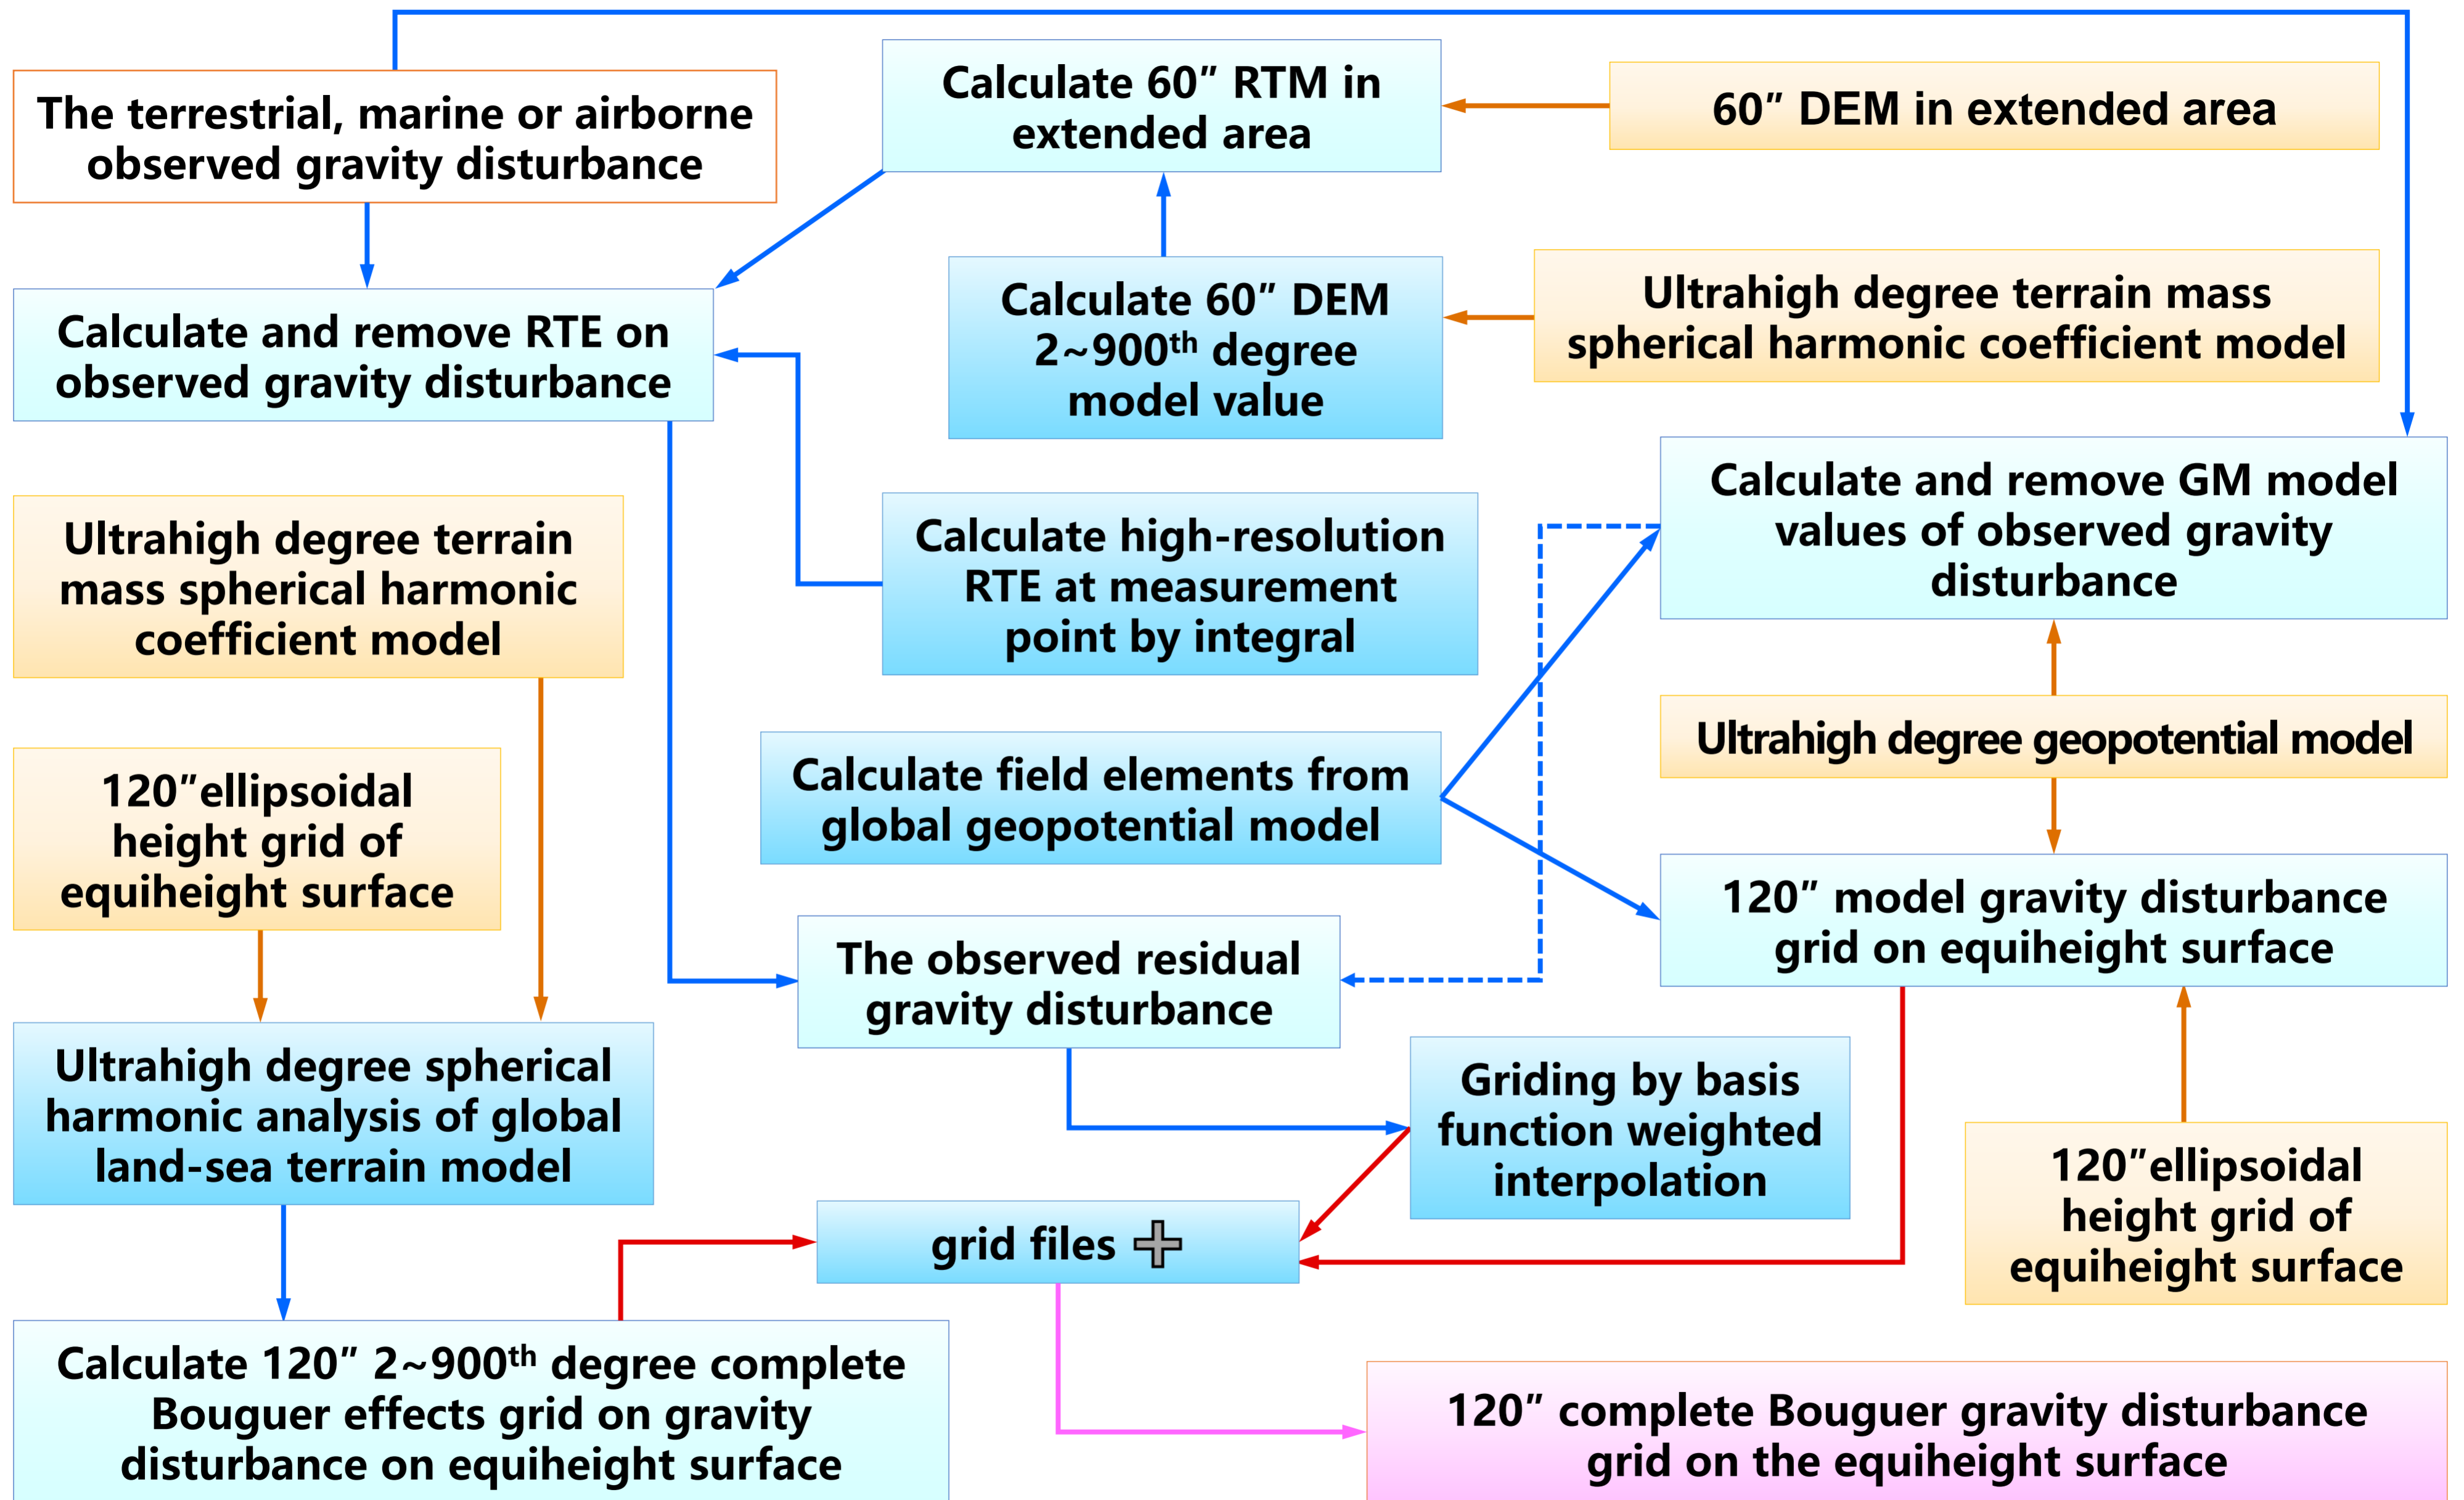 The terrestrial, marine or airborne
observed gravity disturbance
Calculate 60″ RTM in
extended area
60″ DEM in extended area
Calculate and remove RTE on
observed gravity disturbance
Calculate 60″ DEM
2~900th degree
model value
Ultrahigh degree terrain mass
spherical harmonic coefficient model
Ultrahigh degree terrain
mass spherical harmonic
coefficient model
Calculate high-resolution
RTE at measurement
point by integral
Calculate and remove GM model
values of observed gravity
disturbance
120″ellipsoidal
height grid of
equiheight surface
Calculate field elements from
global geopotential model
Ultrahigh degree geopotential model
120″ model gravity disturbance
grid on equiheight surface
The observed residual
gravity disturbance
Ultrahigh degree spherical
harmonic analysis of global
land-sea terrain model
Griding by basis
function weighted
interpolation
120″ellipsoidal
height grid of
equiheight surface
grid files +
Calculate 120″ 2~900th degree complete
Bouguer effects grid on gravity
disturbance on equiheight surface
120″ complete Bouguer gravity disturbance
grid on the equiheight surface